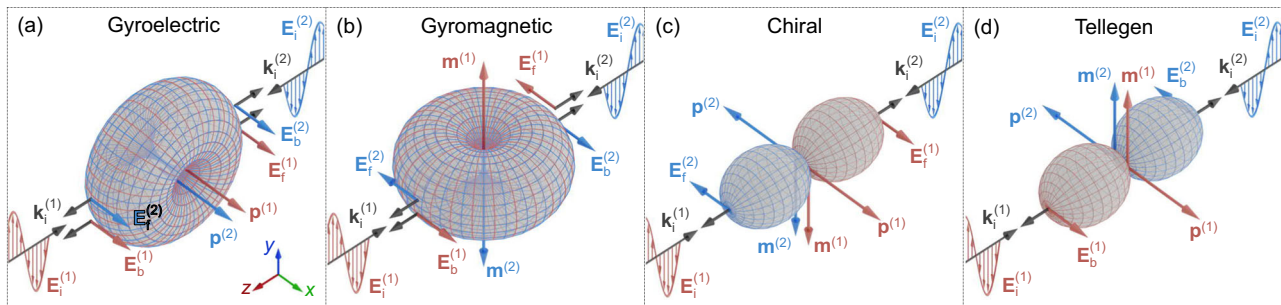 (a) Gyroelectric
E_i^(2)
k_i^(2)
E_b^(2)
E_f^(1)
p^(1)
p^(2)
E_f^(2)
k_i^(1)
E_b^(1)
E_i^(1)
y
z
x
(b) Gyromagnetic
E_i^(2)
m^(1)
E_f^(1)
k_i^(2)
E_f^(2)
E_b^(2)
k_i^(1)
E_b^(1)
m^(2)
E_i^(1)
(c) Chiral
E_i^(2)
k_i^(2)
p^(2)
E_f^(1)
E_f^(2)
k_i^(1)
p^(1)
m^(2)
m^(1)
E_i^(1)
(d) Tellegen
E_i^(2)
m^(2)
m^(1)
E_b^(2)
k_i^(2)
p^(2)
k_i^(1)
p^(1)
E_b^(1)
E_i^(1)